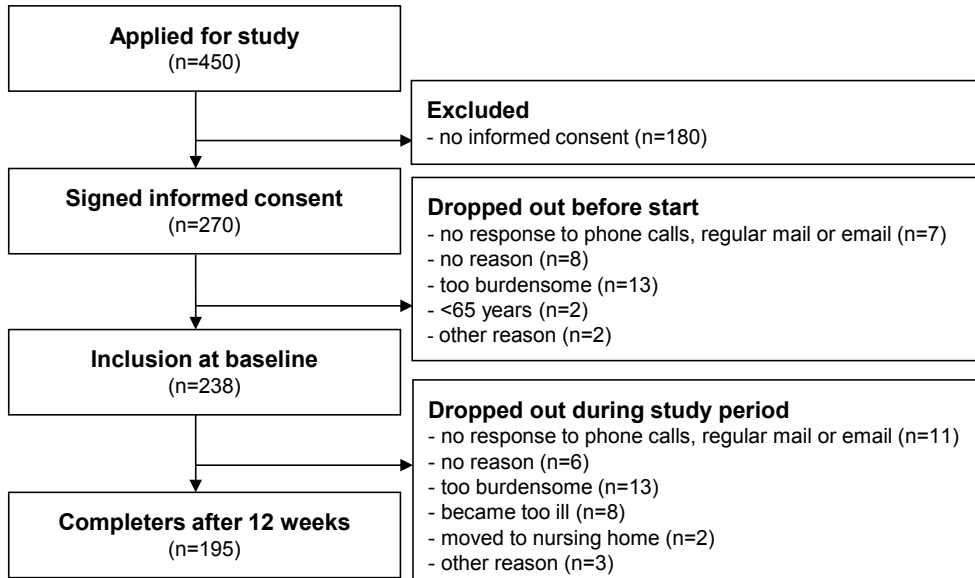 Applied for study
(n=450)
Excluded
- no informed consent (n=180)
Signed informed consent
(n=270)
Dropped out before start
- no response to phone calls, regular mail or email (n=7)
- no reason (n=8)
- too burdensome (n=13)
- <65 years (n=2)
- other reason (n=2)
Inclusion at baseline
(n=238)
Dropped out during study period
- no response to phone calls, regular mail or email (n=11)
- no reason (n=6)
- too burdensome (n=13)
- became too ill (n=8)
- moved to nursing home (n=2)
- other reason (n=3)
Completers after 12 weeks
(n=195)